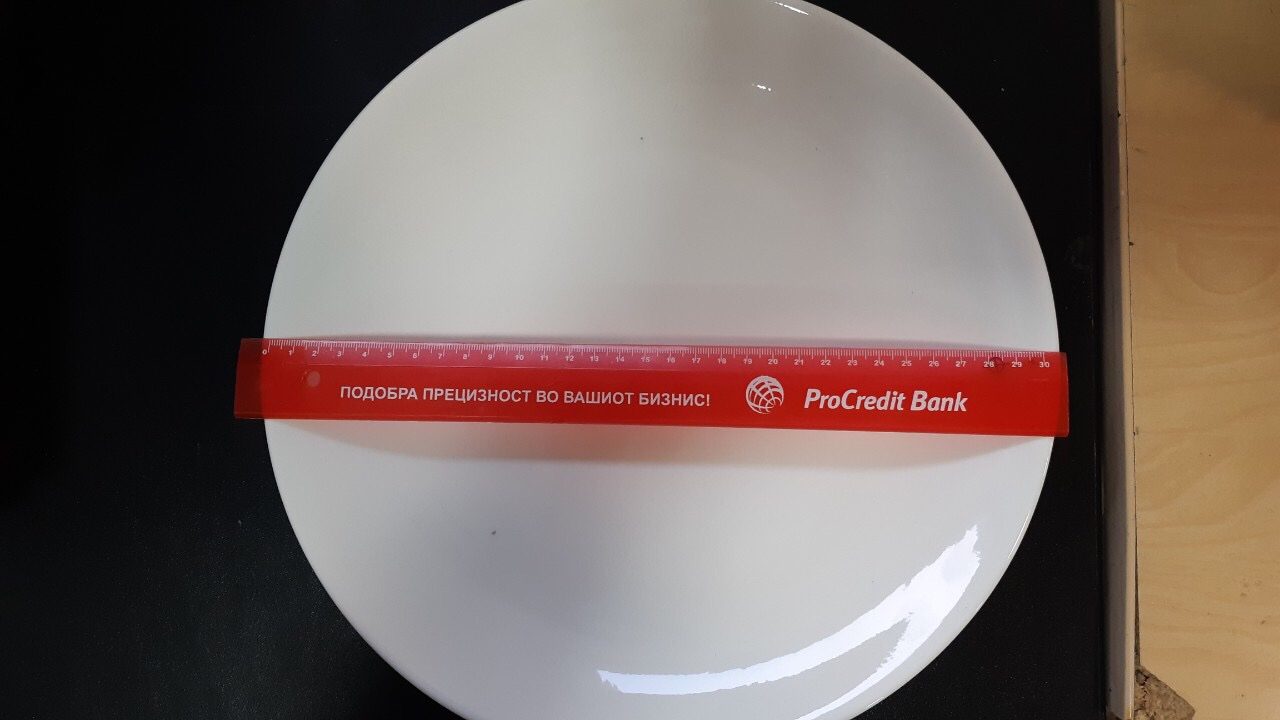 0 1 2 3 4 5 6 7 8 9 10 11 12 13 14 15 16 17 18 19 20 21 22 23 24 25 26 27 28 29 30
ПОДОБРА ПРЕЦИЗНОСТ ВО ВАШИОТ БИЗНИС! ProCredit Bank